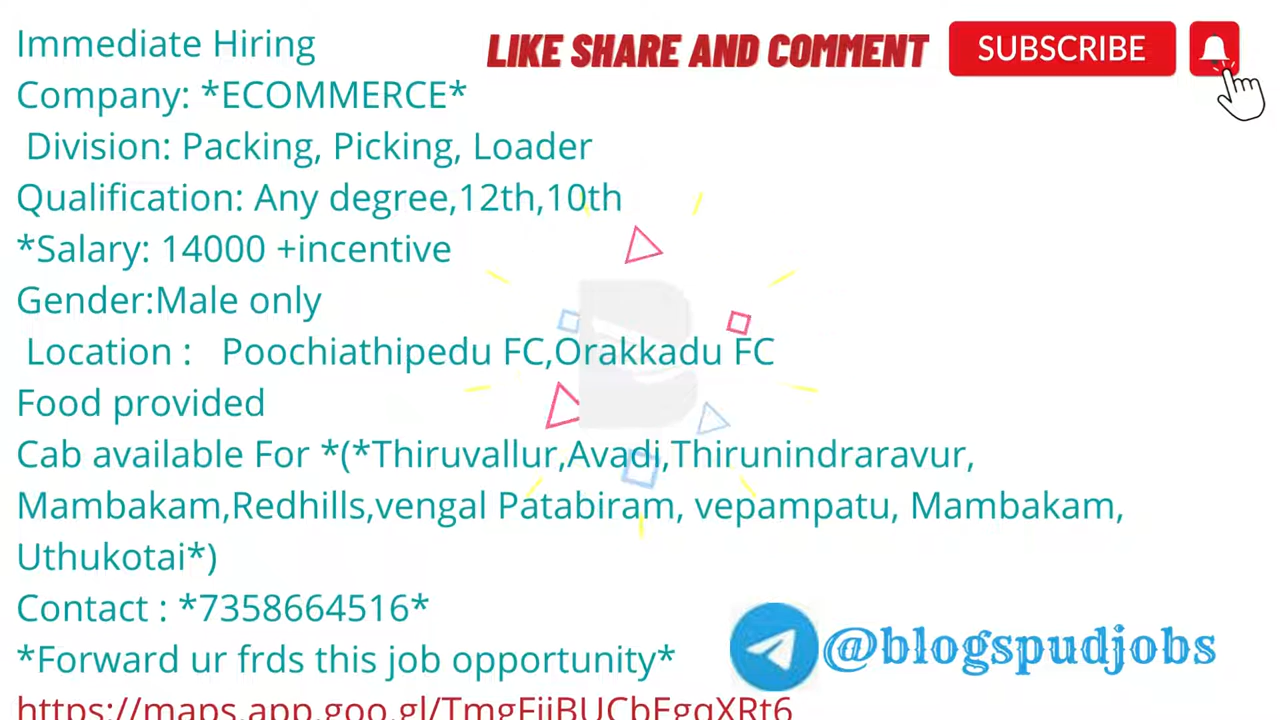 Immediate Hiring
LIKE SHARE AND COMMENT
SUBSCRIBE
Company: *ECOMMERCE*
Division: Packing, Picking, Loader
Qualification: Any degree,12th,10th
*Salary: 14000 +incentive
Gender:Male only
Location : Poochiathipedu FC,Orakkadu FC
Food provided
Cab available For *(*Thiruvallur,Avadi,Thirunindraravur,
Mambakam,Redhills,vengal Patabiram, vepampatu, Mambakam,
Uthukotai*)
Contact : *7358664516*
*Forward ur frds this job opportunity*
@blogspudjobs